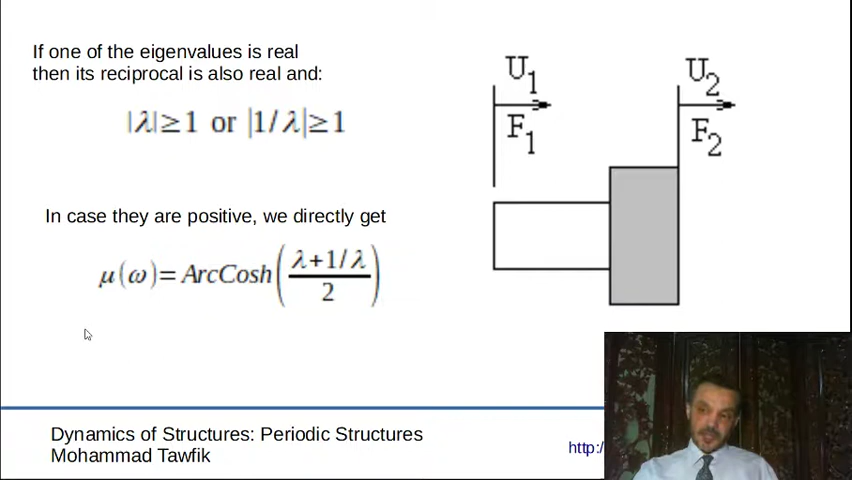 If one of the eigenvalues is real
then its reciprocal is also real and:
|λ|≥1 or |1/λ|≥1
In case they are positive, we directly get
μ(ω)=ArcCosh((λ+1/λ)/2)
U₁
F₁
U₂
F₂
Dynamics of Structures: Periodic Structures
Mohammad Tawfik
http:/